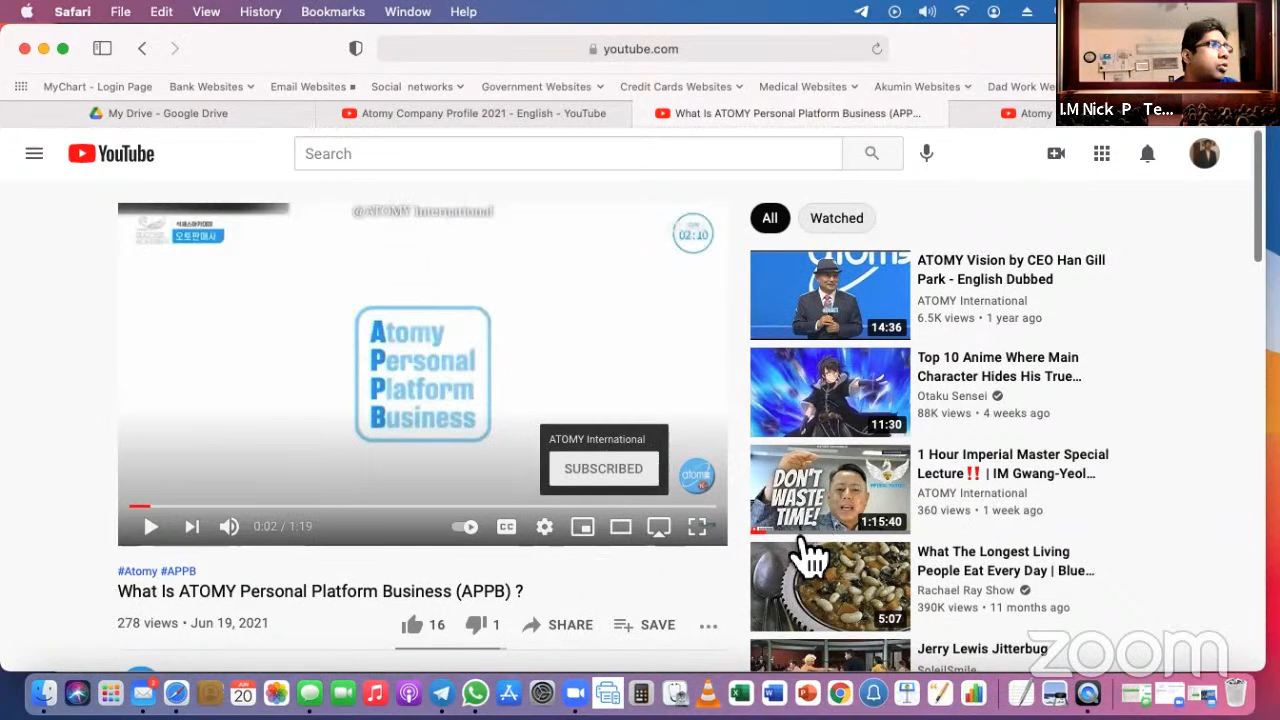 Safari File Edit View History Bookmarks Window Help
youtube.com
MyChart - Login Page Bank Websites Email Websites Social networks Government Websites Credit Cards Websites Medical Websites Akumin Websites Dad Work We
My Drive - Google Drive Atomy Company Profile 2021 - English - YouTube What Is ATOMY Personal Platform Business (APP... Atomy
I.M Nick P Te...
YouTube
Search
@ATOMY International
오토판매사
02:10
Atomy
Personal
Platform
Business
ATOMY International
SUBSCRIBED
atomy
0:02 / 1:19
CC
#Atomy #APPB
What Is ATOMY Personal Platform Business (APPB) ?
278 views • Jun 19, 2021
16 1 SHARE SAVE
All Watched
14:36
ATOMY Vision by CEO Han Gill
Park - English Dubbed
ATOMY International
6.5K views • 1 year ago
11:30
Top 10 Anime Where Main
Character Hides His True...
Otaku Sensei
88K views • 4 weeks ago
DON'T
WASTE
TIME!
1:15:40
1 Hour Imperial Master Special
Lecture‼️ | IM Gwang-Yeol...
ATOMY International
360 views • 1 week ago
5:07
What The Longest Living
People Eat Every Day | Blue...
Rachael Ray Show
390K views • 11 months ago
Jerry Lewis Jitterbug
SoleilSmile
zoom
JUN
20